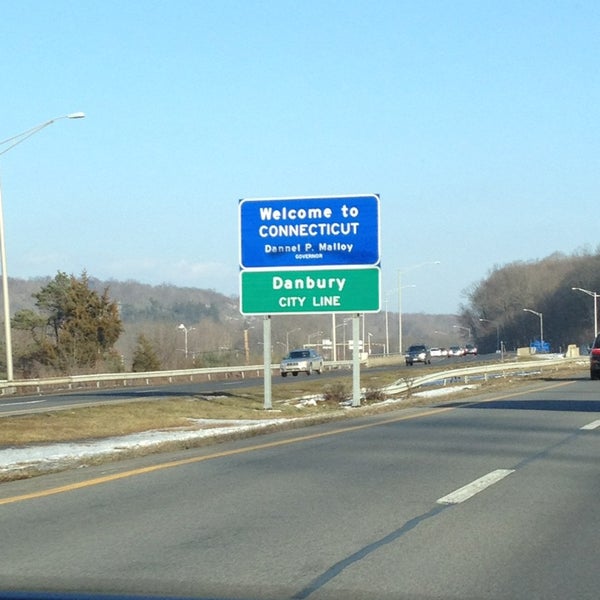 Welcome to
CONNECTICUT
Dannel P. Malloy
GOVERNOR
Danbury
CITY LINE